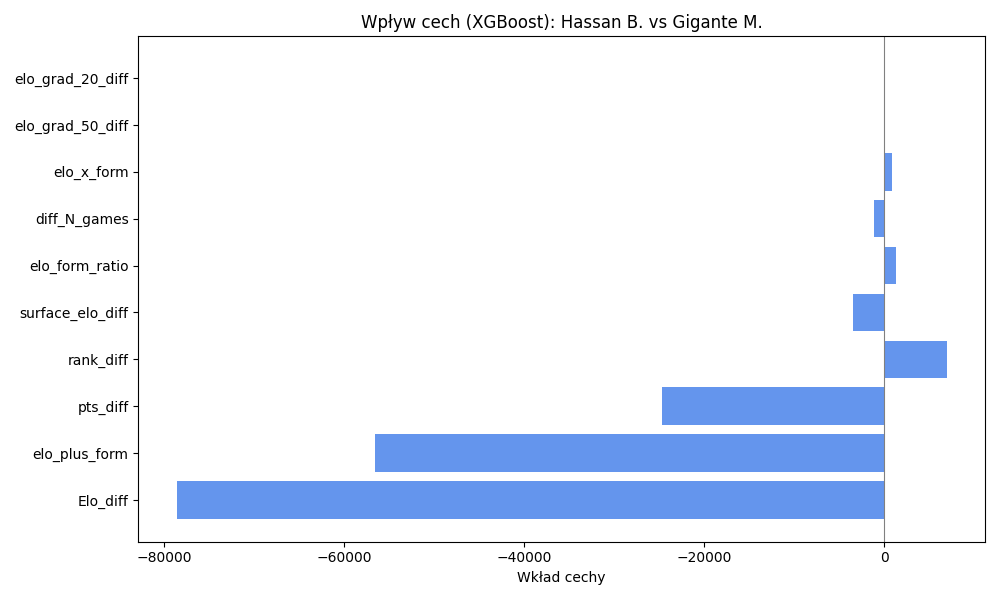 Wpływ cech (XGBoost): Hassan B. vs Gigante M.
elo_grad_20_diff
elo_grad_50_diff
elo_x_form
diff_N_games
elo_form_ratio
surface_elo_diff
rank_diff
pts_diff
elo_plus_form
Elo_diff
−80000 −60000 −40000 −20000 0
Wkład cechy